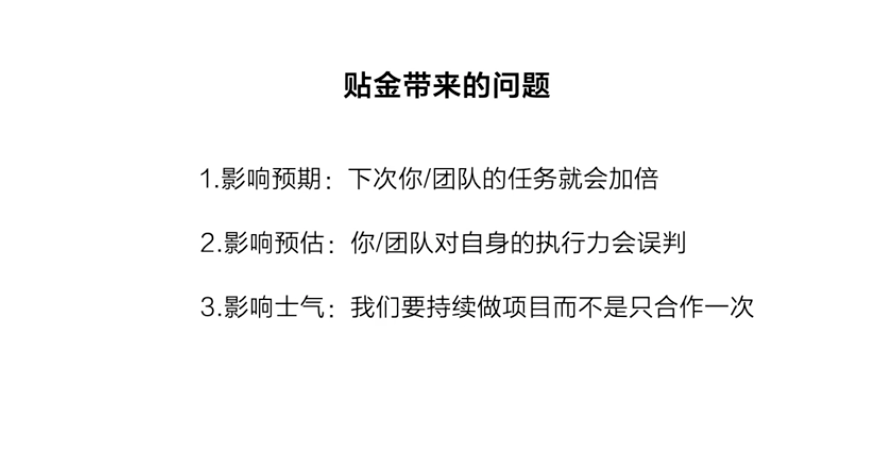 贴金带来的问题
1.影响预期：下次你/团队的任务就会加倍
2.影响预估：你/团队对自身的执行力会误判
3.影响士气：我们要持续做项目而不是只合作一次